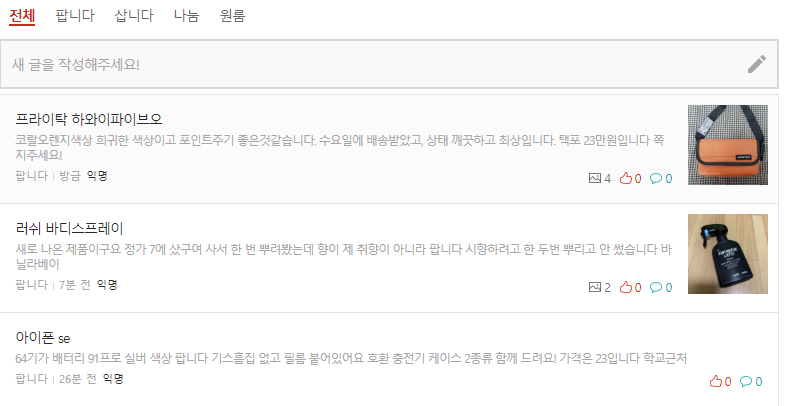 전체 팝니다 삽니다 나눔 원룸
새 글을 작성해주세요!
프라이탁 하와이파이브오
코랄오렌지색상 희귀한 색상이고 포인트주기 좋은것같습니다. 수요일에 배송받았고, 상태 깨끗하고 최상입니다. 택포 23만원입니다 쪽
지주세요!
팝니다 | 방금 익명
4 0 0
러쉬 바디스프레이
새로 나온 제품이구요 정가 7에 샀구여 사서 한 번 뿌려봤는데 향이 제 취향이 아니라 팝니다 시향하려고 한 두번 뿌리고 안 썼습니다 바
닐라베이
팝니다 | 7분 전 익명
2 0 0
아이폰 se
64기가 배터리 91프로 실버 색상 팝니다 기스흠집 없고 필름 붙어있어요 호환 충전기 케이스 2종류 함께 드려요! 가격은 23입니다 학교근처
팝니다 | 26분 전 익명
0 0